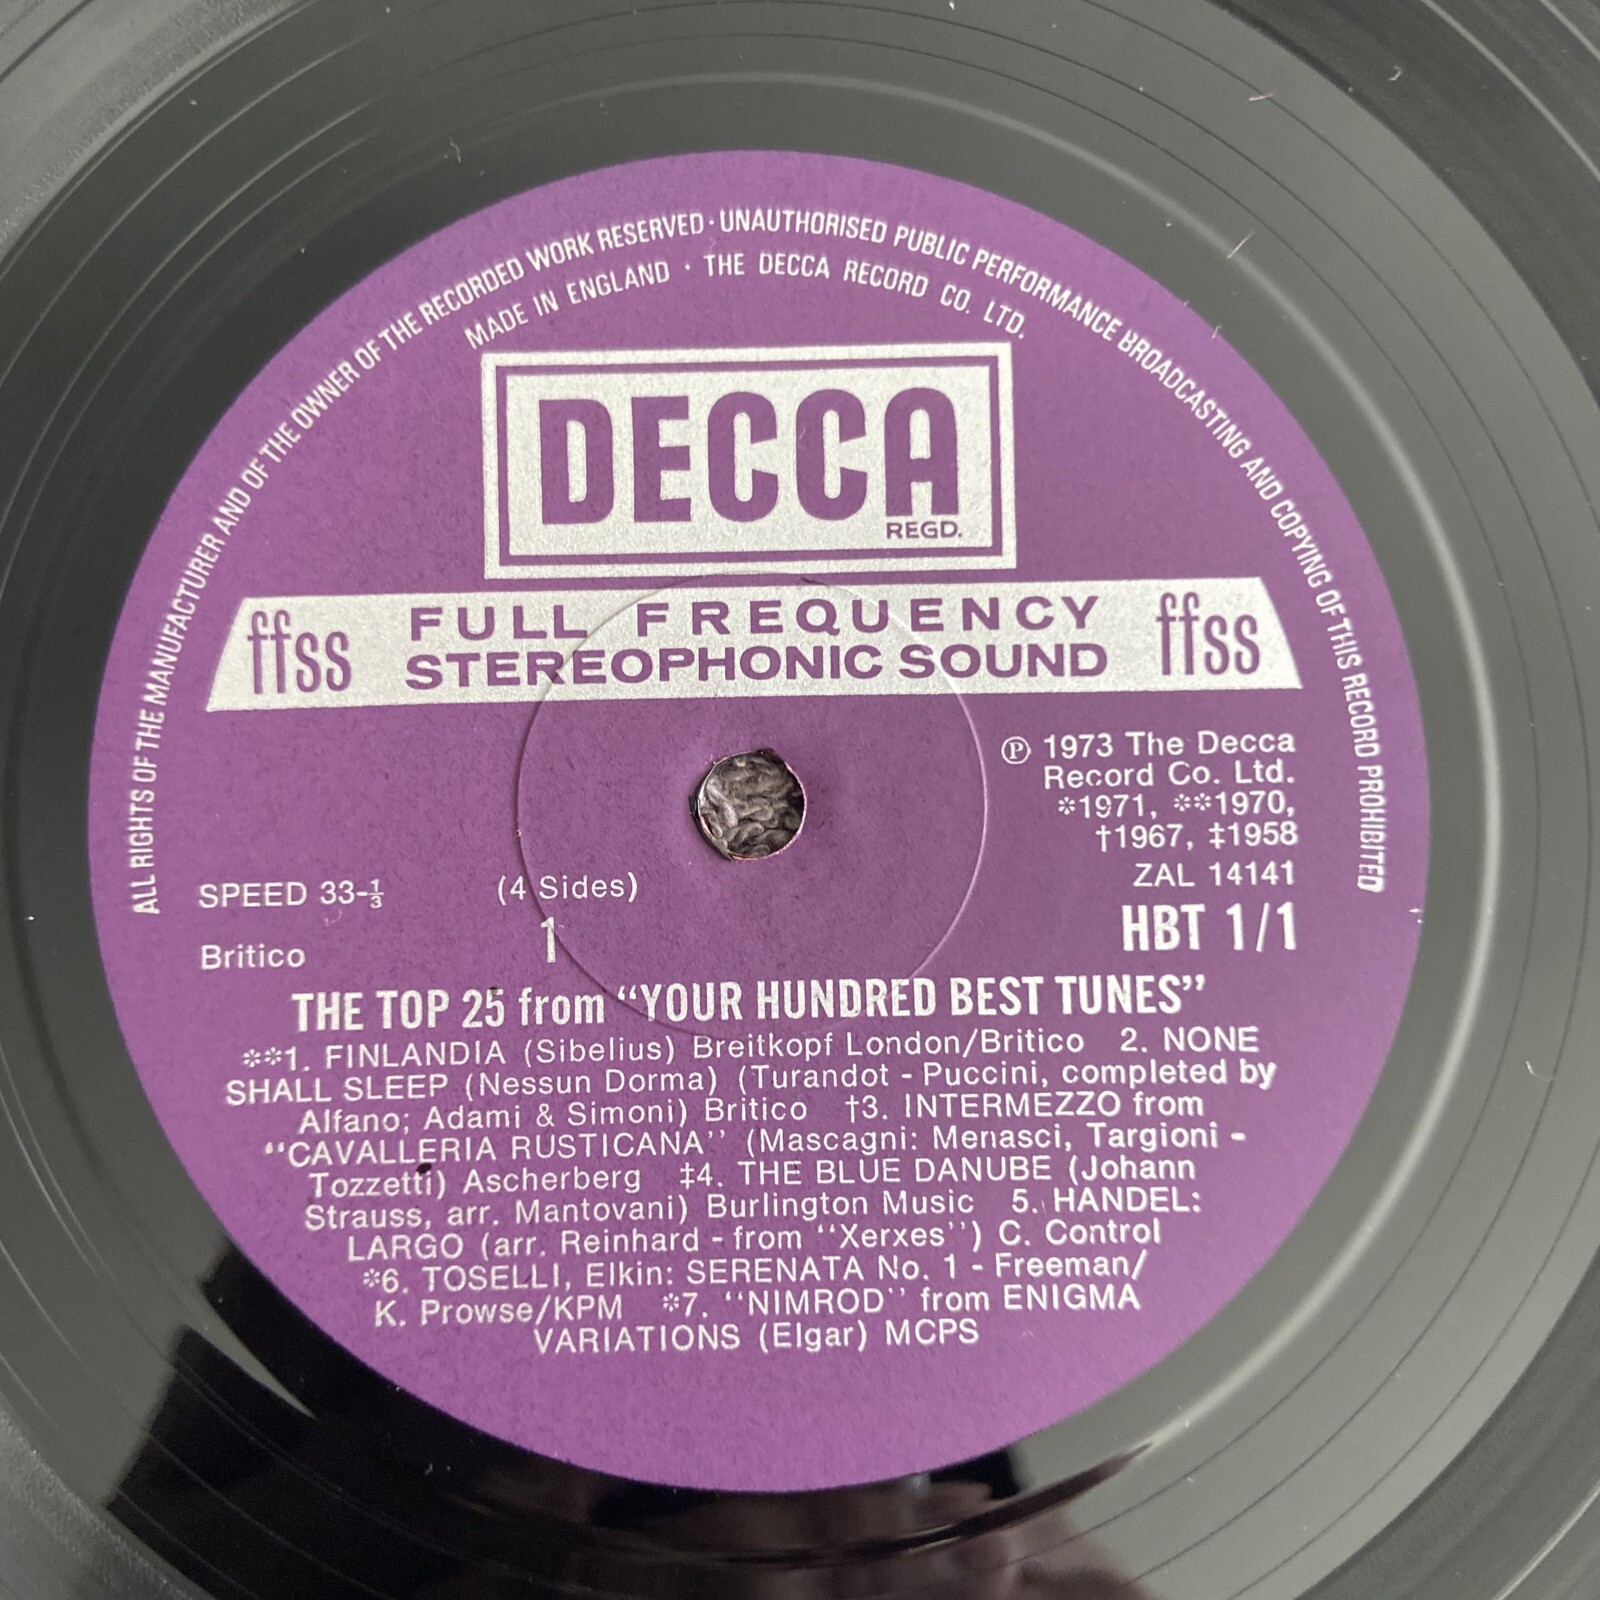 ALL RIGHTS OF THE MANUFACTURER AND OF THE OWNER OF THE RECORDED WORK RESERVED · UNAUTHORISED PUBLIC PERFORMANCE BROADCASTING AND COPYING OF THIS RECORD PROHIBITED
MADE IN ENGLAND · THE DECCA RECORD CO. LTD.
DECCA
REGD.
ffss FULL FREQUENCY ffss
STEREOPHONIC SOUND
℗ 1973 The Decca
Record Co. Ltd.
*1971, **1970,
†1967, ‡1958
ZAL 14141
SPEED 33-⅓ (4 Sides)
Britico 1 HBT 1/1
THE TOP 25 from “YOUR HUNDRED BEST TUNES”
**1. FINLANDIA (Sibelius) Breitkopf London/Britico 2. NONE
SHALL SLEEP (Nessun Dorma) (Turandot - Puccini, completed by
Alfano; Adami & Simoni) Britico †3. INTERMEZZO from
“CAVALLERIA RUSTICANA” (Mascagni: Menasci, Targioni -
Tozzetti) Ascherberg ‡4. THE BLUE DANUBE (Johann
Strauss, arr. Mantovani) Burlington Music 5. HANDEL:
LARGO (arr. Reinhard - from “Xerxes”) C. Control
*6. TOSELLI, Elkin: SERENATA No. 1 - Freeman/
K. Prowse/KPM *7. “NIMROD” from ENIGMA
VARIATIONS (Elgar) MCPS